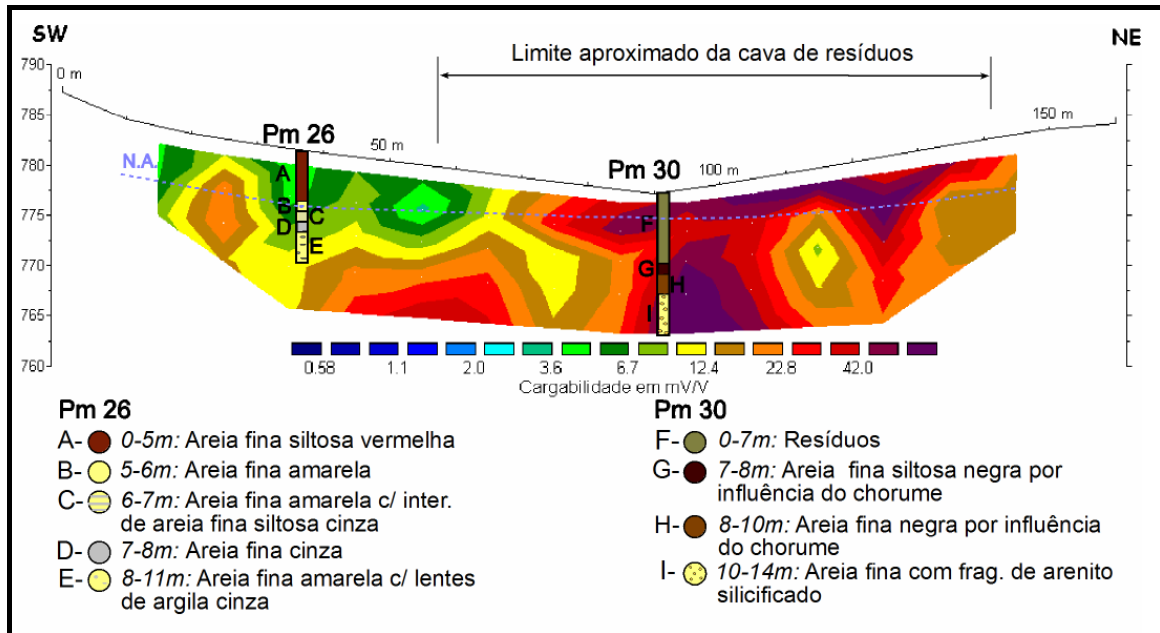 SW
NE
Limite aproximado da cava de resíduos
790
785
780
775
770
765
760
0 m
50 m
100 m
150 m
Pm 26
Pm 30
N.A.
A
B
C
D
E
F
G
H
I
0.58 1.1 2.0 3.6 6.7 12.4 22.8 42.0
Cargabilidade em mV/V
Pm 26
A- 0-5m: Areia fina siltosa vermelha
B- 5-6m: Areia fina amarela
C- 6-7m: Areia fina amarela c/ inter.
de areia fina siltosa cinza
D- 7-8m: Areia fina cinza
E- 8-11m: Areia fina amarela c/ lentes
de argila cinza
Pm 30
F- 0-7m: Resíduos
G- 7-8m: Areia fina siltosa negra por
influência do chorume
H- 8-10m: Areia fina negra por influência
do chorume
I- 10-14m: Areia fina com frag. de arenito
silicificado